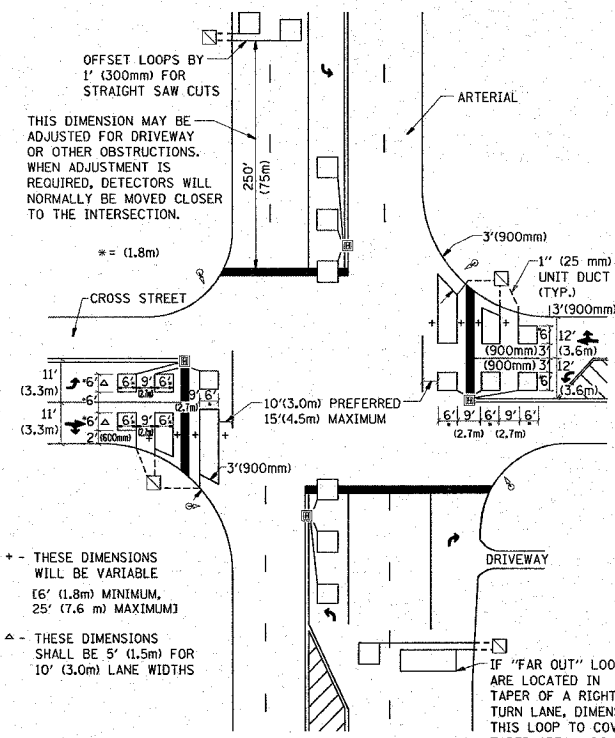 OFFSET LOOPS BY
1' (300mm) FOR
STRAIGHT SAW CUTS
THIS DIMENSION MAY BE
ADJUSTED FOR DRIVEWAY
OR OTHER OBSTRUCTIONS.
WHEN ADJUSTMENT IS
REQUIRED, DETECTORS WILL
NORMALLY BE MOVED CLOSER
TO THE INTERSECTION.
* = (1.8m)
250'
(75m)
ARTERIAL
3'(900mm)
1" (25 mm)
UNIT DUCT
(TYP.)
3'(900mm)
CROSS STREET
*6'
12'
(3.6m)
(900mm) 3'
(900mm) 3'
12'
*6'
(3.6m)
6' 9' 6' 9' 6'
(2.7m) (2.7m)
11'
(3.3m)
*6' △ 6' 9' 6'
(2.7m)
*6'
9' 6'
(2.7m)
11'
(3.3m)
*6' △ 6' 9' 6'
2' (600mm)
10'(3.0m) PREFERRED
15'(4.5m) MAXIMUM
3'(900mm)
+ - THESE DIMENSIONS
WILL BE VARIABLE
[6' (1.8m) MINIMUM,
25' (7.6 m) MAXIMUM]
△ - THESE DIMENSIONS
SHALL BE 5' (1.5m) FOR
10' (3.0m) LANE WIDTHS
DRIVEWAY
IF "FAR OUT" LOO
ARE LOCATED IN
TAPER OF A RIGHT
TURN LANE, DIMENS
THIS LOOP TO COV